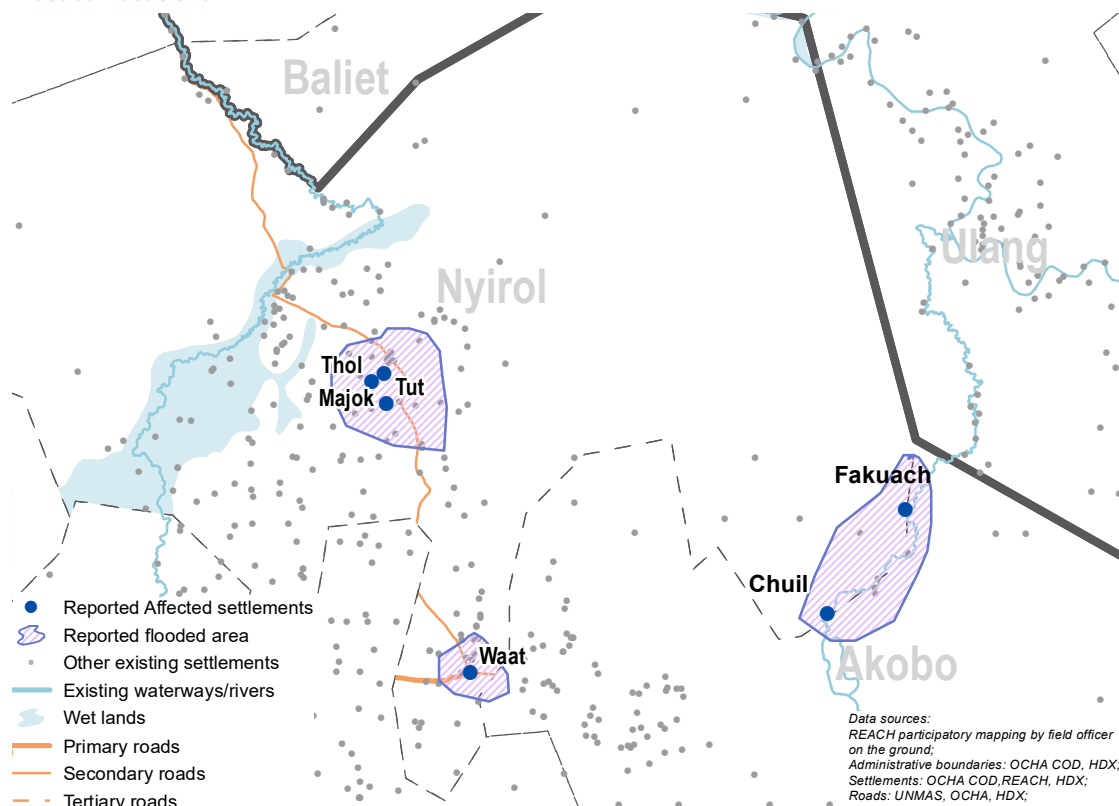 Baliet
Ulang
Nyirol
Thol
Tut
Majok
Fakuach
Chuil
Waat
Akobo
Reported Affected settlements
Reported flooded area
Other existing settlements
Existing waterways/rivers
Wet lands
Primary roads
Secondary roads
Tertiary roads
Data sources:
REACH participatory mapping by field officer
on the ground;
Administrative boundaries: OCHA COD, HDX;
Settlements: OCHA COD,REACH, HDX;
Roads: UNMAS, OCHA, HDX;